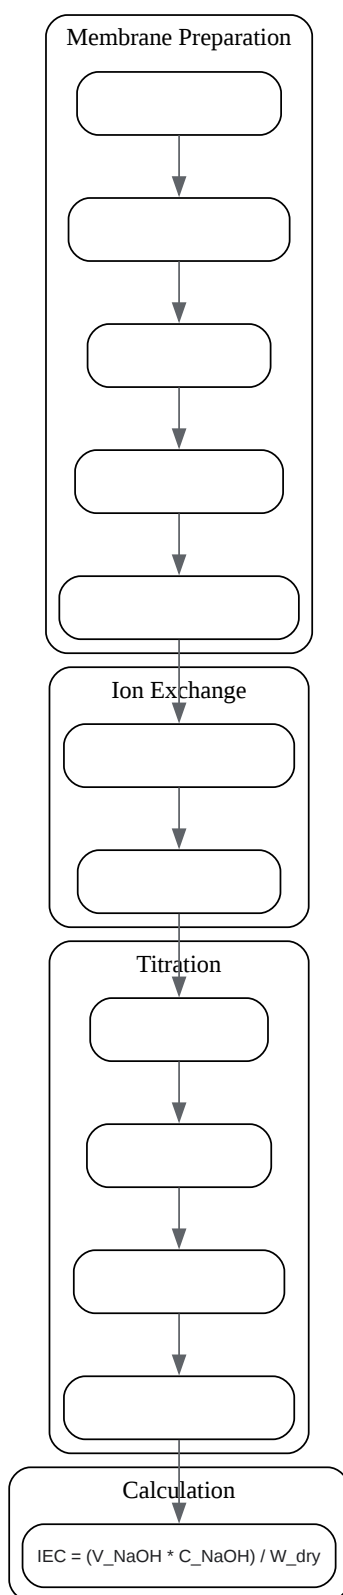 Membrane Preparation
Ion Exchange
Titration
Calculation
IEC = (V_NaOH * C_NaOH) / W_dry